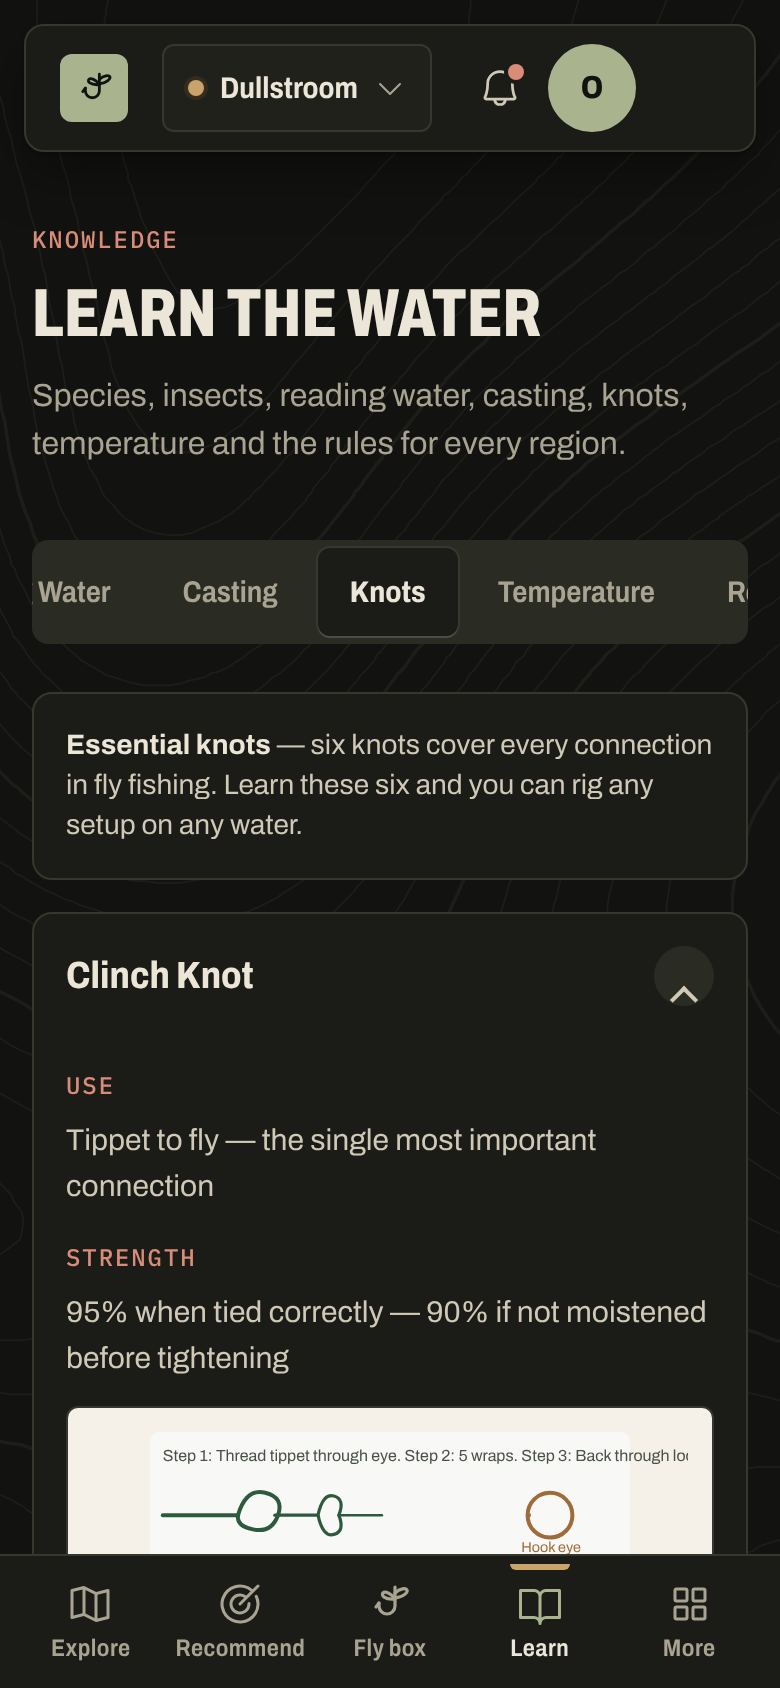 Dullstroom
O
KNOWLEDGE
LEARN THE WATER
Species, insects, reading water, casting, knots,
temperature and the rules for every region.
Water Casting Knots Temperature
Essential knots — six knots cover every connection
in fly fishing. Learn these six and you can rig any
setup on any water.
Clinch Knot
USE
Tippet to fly — the single most important
connection
STRENGTH
95% when tied correctly — 90% if not moistened
before tightening
Step 1: Thread tippet through eye. Step 2: 5 wraps. Step 3: Back through
Hook eye
Explore Recommend Fly box Learn More